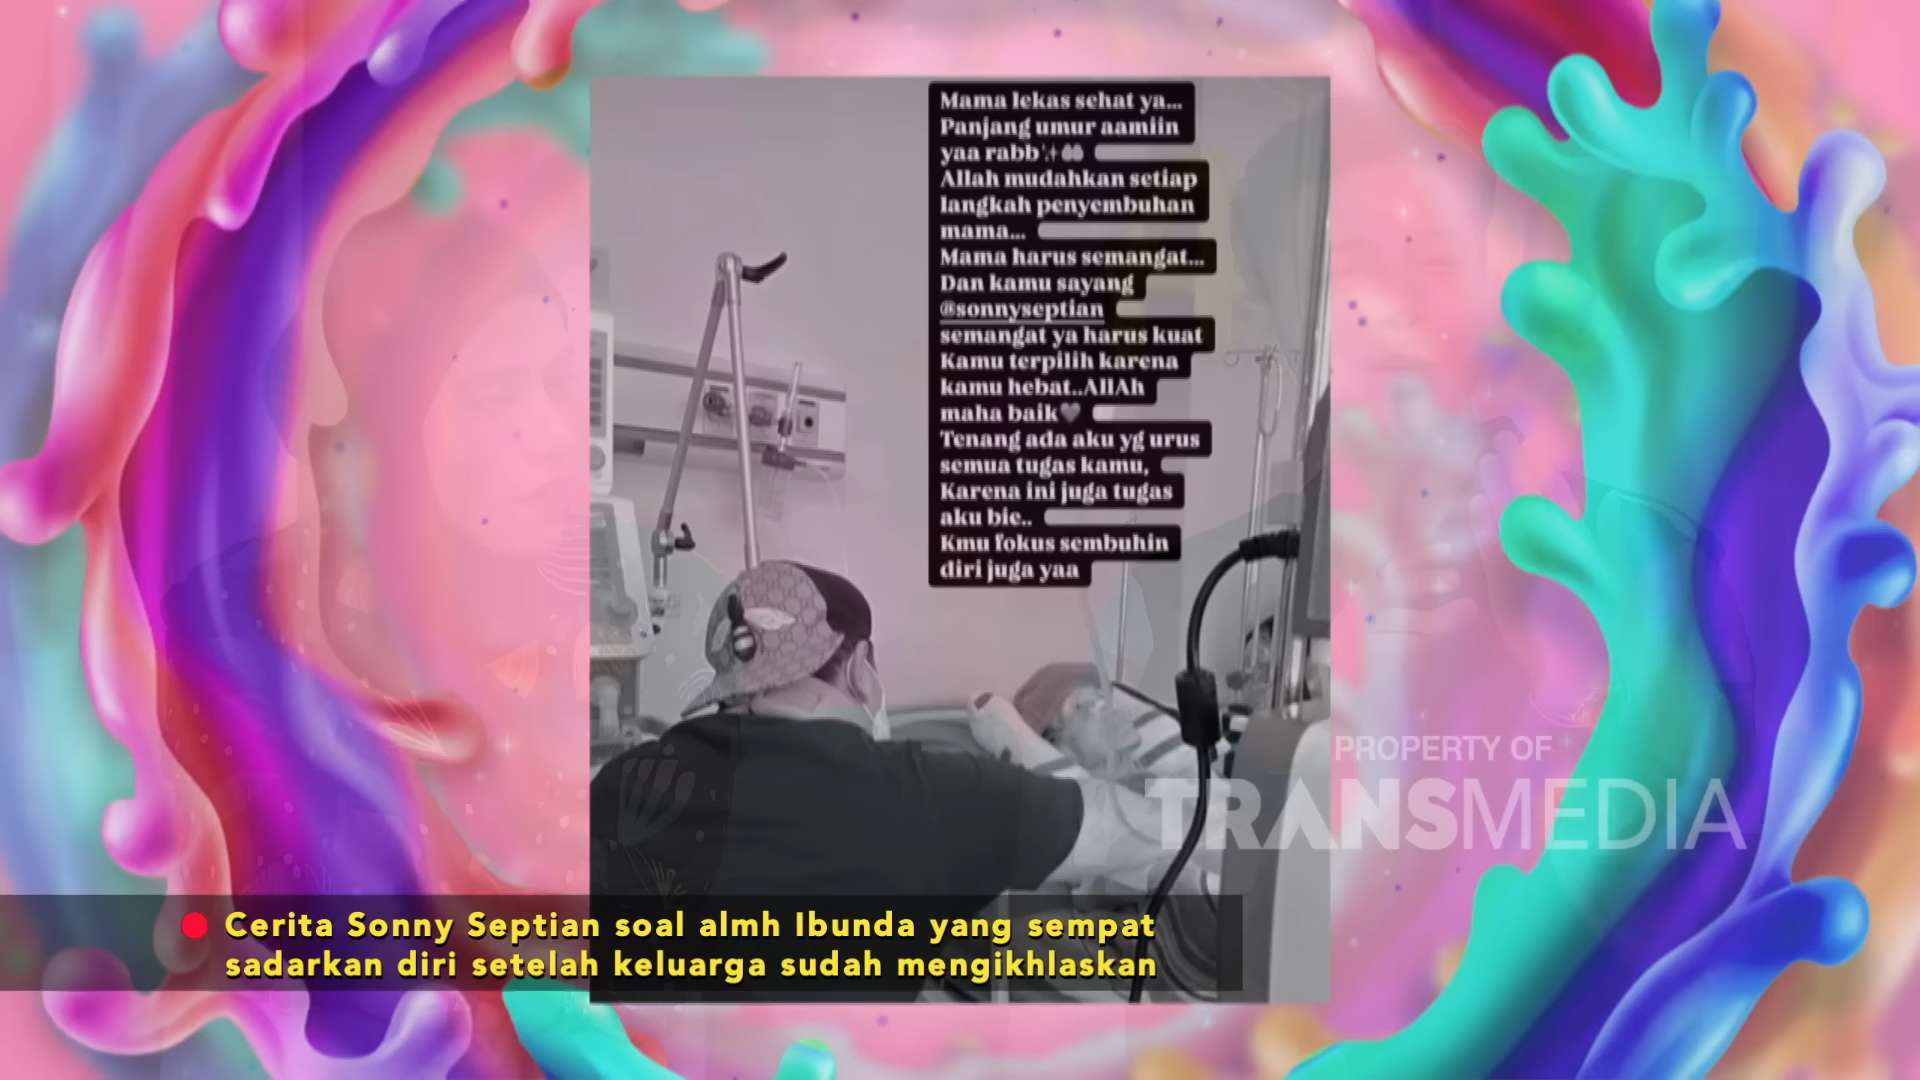 Mama lekas sehat ya...
Panjang umur aamiin
yaa rabb✨🤲
Allah mudahkan setiap
langkah penyembuhan
mama...
Mama harus semangat...
Dan kamu sayang
@sonnyseptian
semangat ya harus kuat
Kamu terpilih karena
kamu hebat..AllAh
maha baik🖤
Tenang ada aku yg urus
semua tugas kamu,
Karena ini juga tugas
aku bie..
Kmu fokus sembuhin
diri juga yaa
PROPERTY OF
TRANSMEDIA
Cerita Sonny Septian soal almh Ibunda yang sempat
sadarkan diri setelah keluarga sudah mengikhlaskan